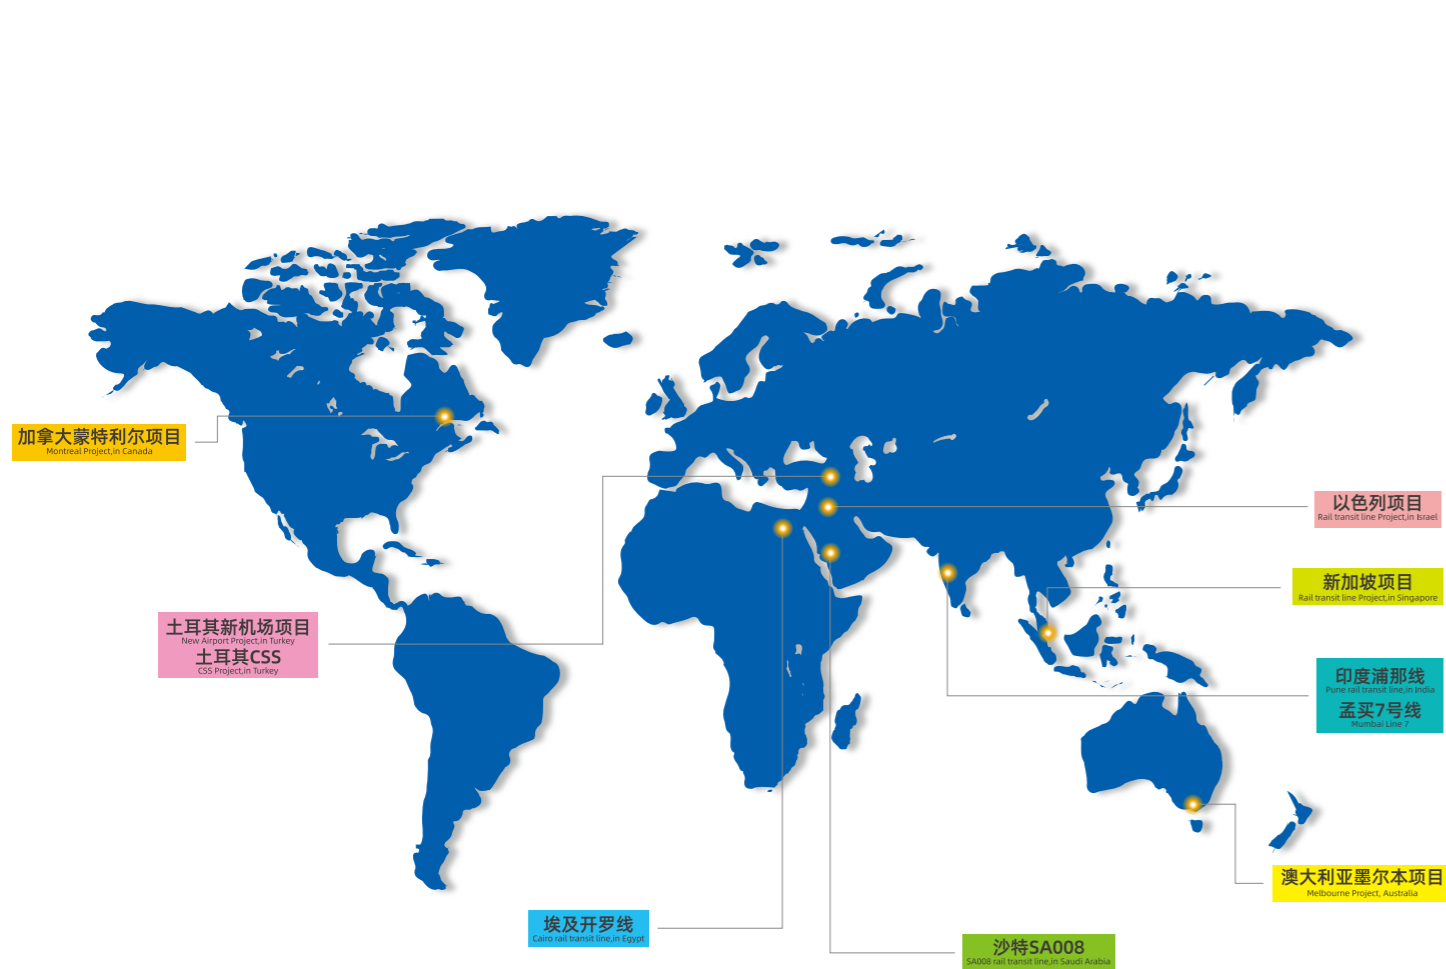 加拿大蒙特利尔项目
Montreal Project,in Canada
以色列项目
Rail transit line Project,in Israel
新加坡项目
Rail transit line Project,in Singapore
土耳其新机场项目
New Airport Project,in Turkey
土耳其CSS
CSS Project,in Turkey
印度浦那线
Pune rail transit line,in India
孟买7号线
Mumbai Line 7
澳大利亚墨尔本项目
Melbourne Project, Australia
埃及开罗线
Cairo rail transit line,in Egypt
沙特SA008
SA008 rail transit line,in Saudi Arabia